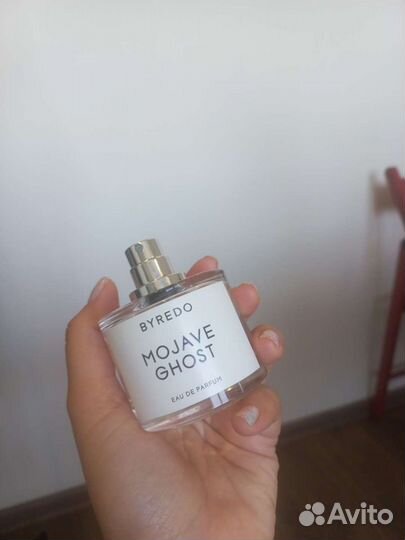 BYREDO
MOJAVE
GHOST
EAU DE PARFUM
Avito